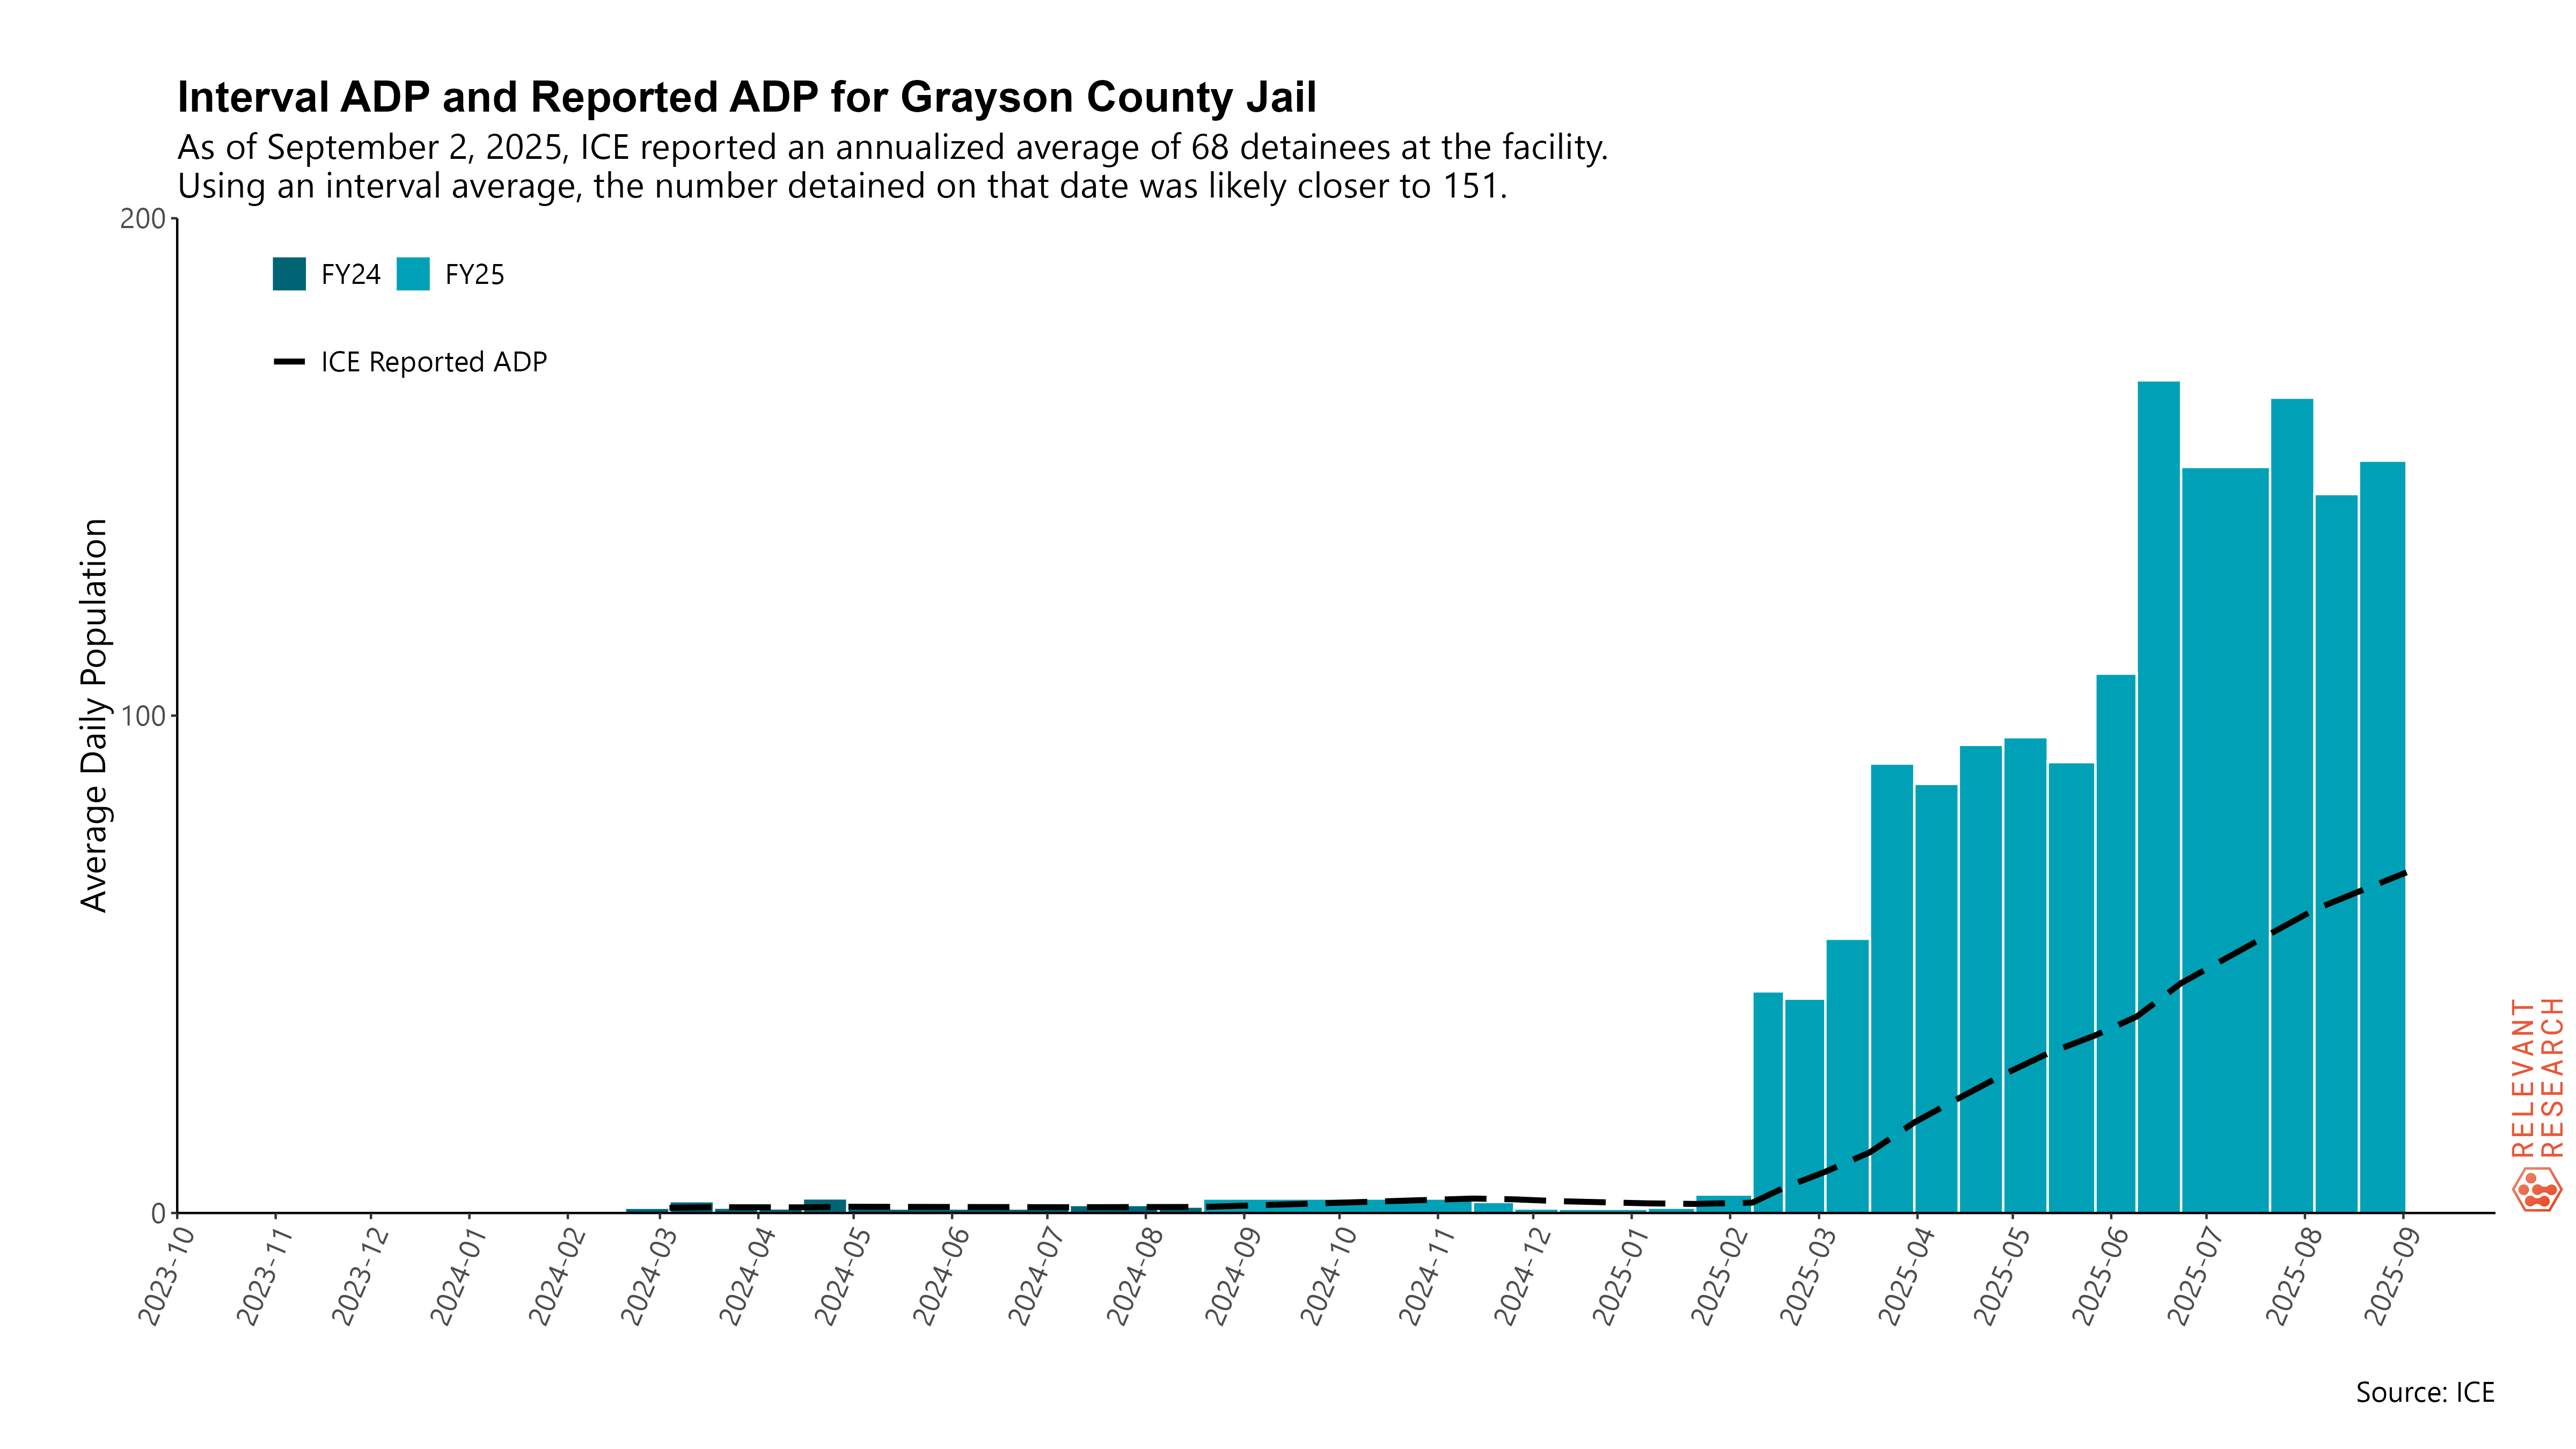 Interval ADP and Reported ADP for Grayson County Jail
As of September 2, 2025, ICE reported an annualized average of 68 detainees at the facility.
Using an interval average, the number detained on that date was likely closer to 151.
200
FY24 FY25
ICE Reported ADP
Average Daily Population
100
0
2023-10 2023-11 2023-12 2024-01 2024-02 2024-03 2024-04 2024-05 2024-06 2024-07 2024-08 2024-09 2024-10 2024-11 2024-12 2025-01 2025-02 2025-03 2025-04 2025-05 2025-06 2025-07 2025-08 2025-09
RELEVANT
RESEARCH
Source: ICE